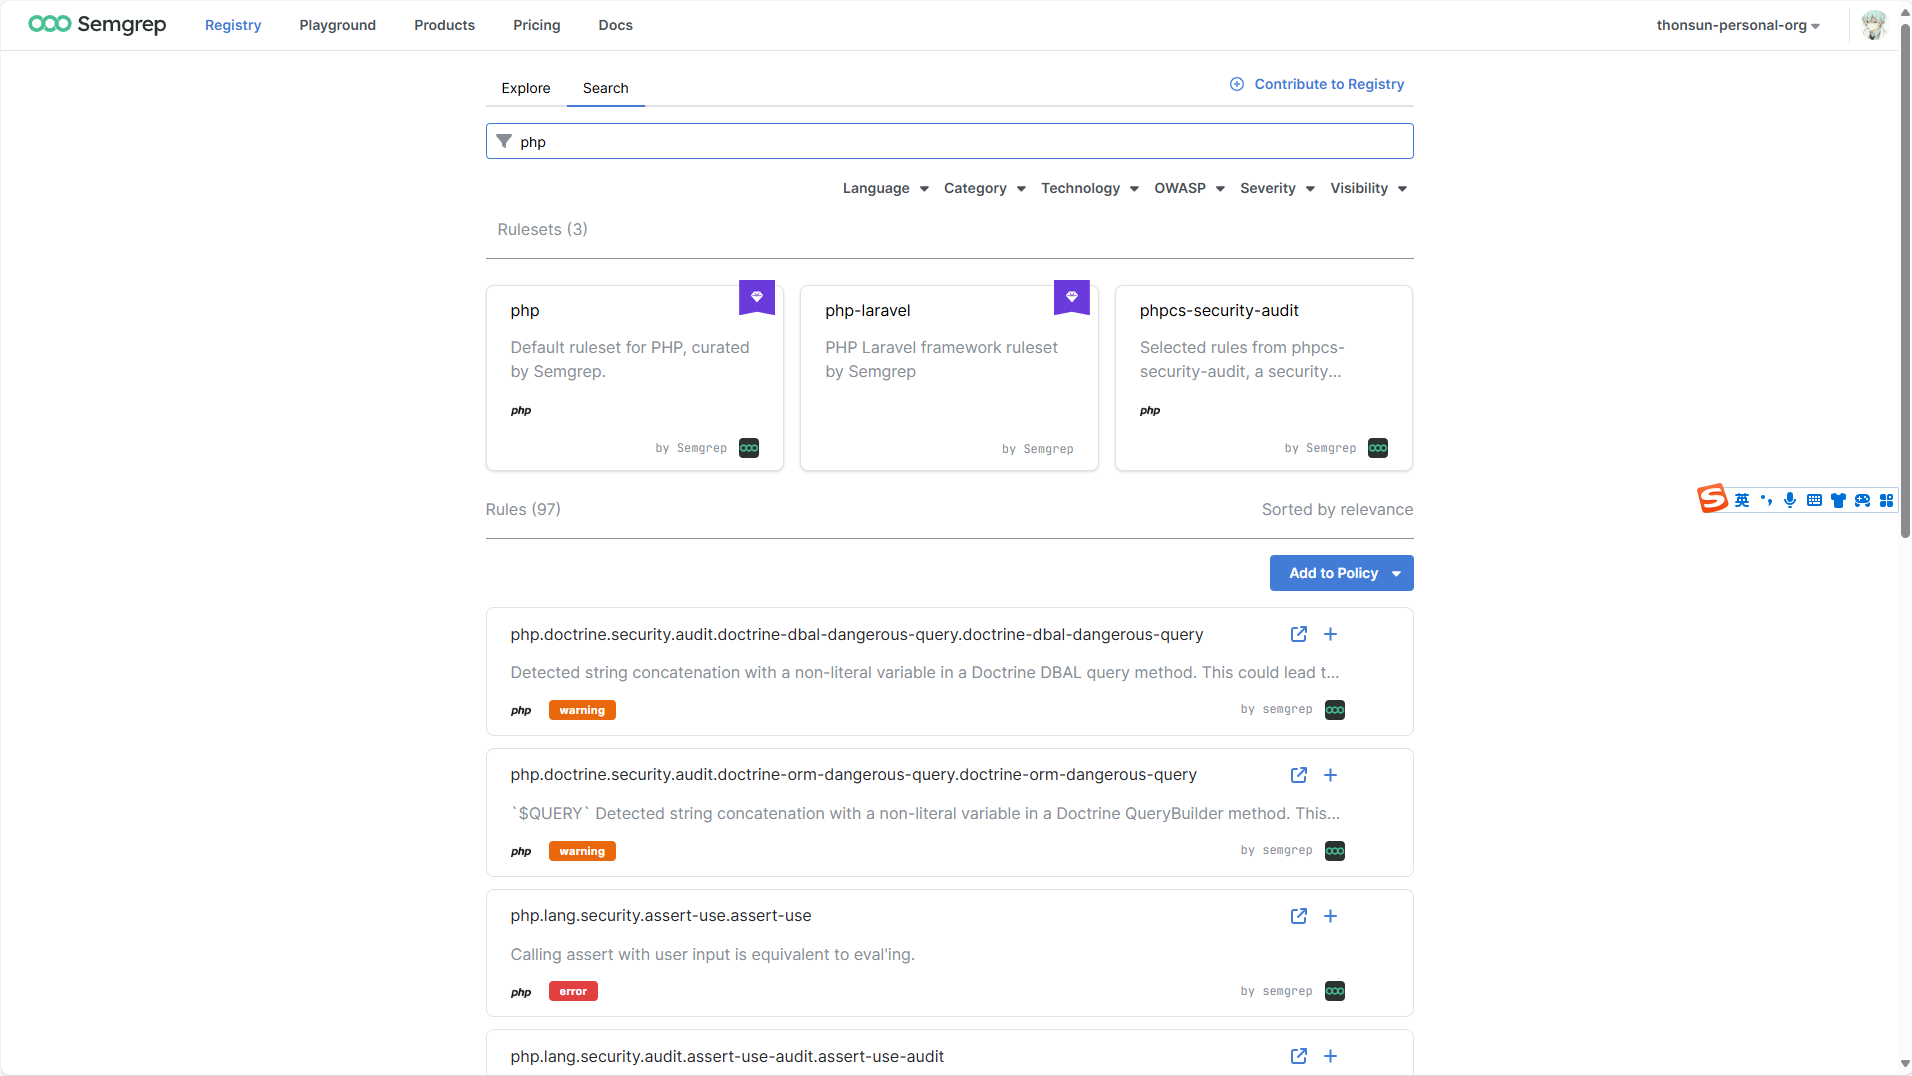 Semgrep
Registry
Playground
Products
Pricing
Docs
thonsun-personal-org
Explore
Search
Contribute to Registry
php
Language
Category
Technology
OWASP
Severity
Visibility
Rulesets (3)
php
Default ruleset for PHP, curated
by Semgrep.
php
by Semgrep
php-laravel
PHP Laravel framework ruleset
by Semgrep
by Semgrep
phpcs-security-audit
Selected rules from phpcs-
security-audit, a security...
php
by Semgrep
Rules (97)
Sorted by relevance
英
Add to Policy
php.doctrine.security.audit.doctrine-dbal-dangerous-query.doctrine-dbal-dangerous-query
Detected string concatenation with a non-literal variable in a Doctrine DBAL query method. This could lead t...
php
warning
by semgrep
php.doctrine.security.audit.doctrine-orm-dangerous-query.doctrine-orm-dangerous-query
`$QUERY` Detected string concatenation with a non-literal variable in a Doctrine QueryBuilder method. This...
php
warning
by semgrep
php.lang.security.assert-use.assert-use
Calling assert with user input is equivalent to eval'ing.
php
error
by semgrep
php.lang.security.audit.assert-use-audit.assert-use-audit